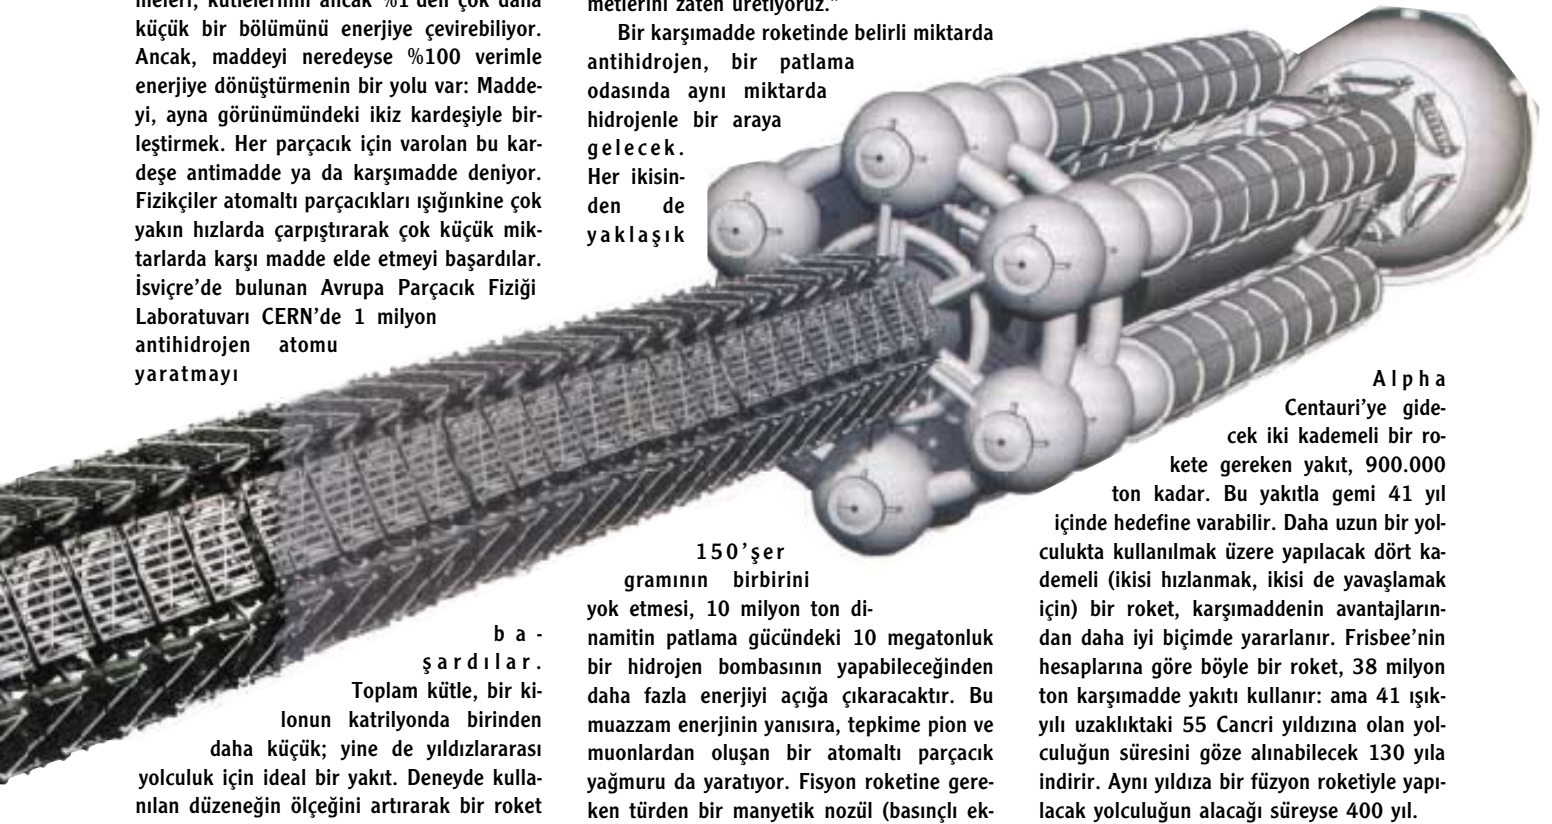 meleri, kütlelerinin ancak %1'den çok daha
küçük bir bölümünü enerjiye çevirebiliyor.
Ancak, maddeyi neredeyse %100 verimle
enerjiye dönüştürmenin bir yolu var: Madde-
yi, ayna görünümündeki ikiz kardeşiyle bir-
leştirmek. Her parçacık için varolan bu kar-
deşe antimadde ya da karşımadde deniyor.
Fizikçiler atomaltı parçacıkları ışığınkine çok
yakın hızlarda çarpıştırarak çok küçük mik-
tarlarda karşı madde elde etmeyi başardılar.
İsviçre'de bulunan Avrupa Parçacık Fiziği
Laboratuvarı CERN'de 1 milyon
antihidrojen atomu
yaratmayı
ba-
şardılar.
Toplam kütle, bir ki-
lonun katrilyonda birinden
daha küçük; yine de yıldızlararası
yolculuk için ideal bir yakıt. Deneyde kulla-
nılan düzeneğin ölçeğini artırarak bir roket
metlerini zaten üretiyoruz."
Bir karşımadde roketinde belirli miktarda
antihidrojen, bir patlama
odasında aynı miktarda
hidrojenle bir araya
gelecek.
Her ikisin-
den de
yaklaşık
150'şer
gramının birbirini
yok etmesi, 10 milyon ton di-
namitin patlama gücündeki 10 megatonluk
bir hidrojen bombasının yapabileceğinden
daha fazla enerjiyi açığa çıkaracaktır. Bu
muazzam enerjinin yanısıra, tepkime pion ve
muonlardan oluşan bir atomaltı parçacık
yağmuru da yaratıyor. Fisyon roketine gere-
ken türden bir manyetik nozül (basınçlı ek-
Alpha
Centauri'ye gide-
cek iki kademeli bir ro-
kete gereken yakıt, 900.000
ton kadar. Bu yakıtla gemi 41 yıl
içinde hedefine varabilir. Daha uzun bir yol-
culukta kullanılmak üzere yapılacak dört ka-
demeli (ikisi hızlanmak, ikisi de yavaşlamak
için) bir roket, karşımaddenin avantajların-
dan daha iyi biçimde yararlanır. Frisbee'nin
hesaplarına göre böyle bir roket, 38 milyon
ton karşımadde yakıtı kullanır: ama 41 ışık-
yılı uzaklıktaki 55 Cancri yıldızına olan yol-
culuğun süresini göze alınabilecek 130 yıla
indirir. Aynı yıldıza bir füzyon roketiyle yapı-
lacak yolculuğun alacağı süreyse 400 yıl.